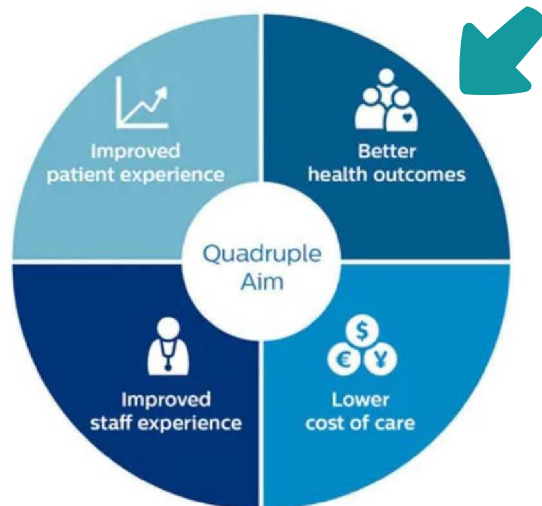 Improved
patient experience
Better
health outcomes
Quadruple
Aim
$
€ ¥
Improved
staff experience
Lower
cost of care